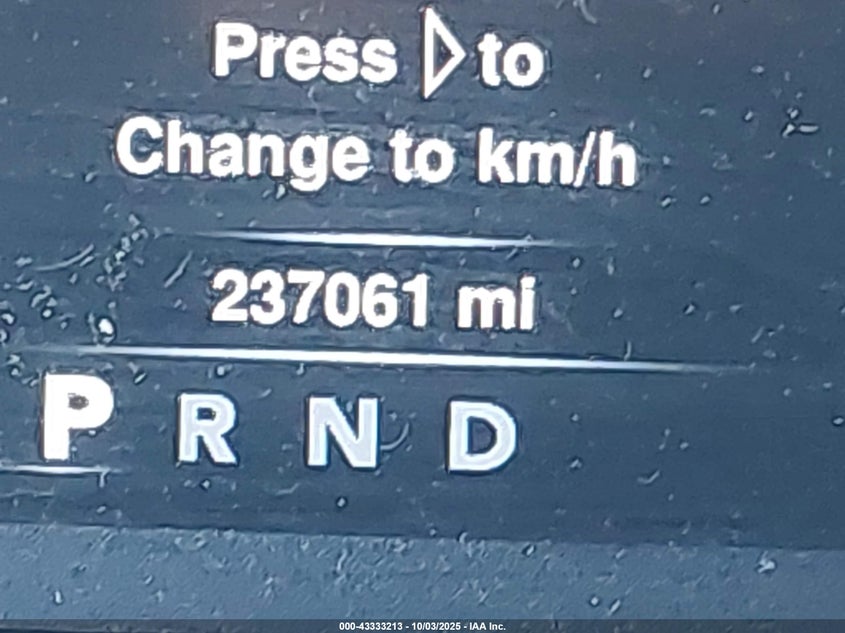 Press ▷ to
Change to km/h
237061 mi
P R N D
000-43333213 - 10/03/2025 - IAA Inc.